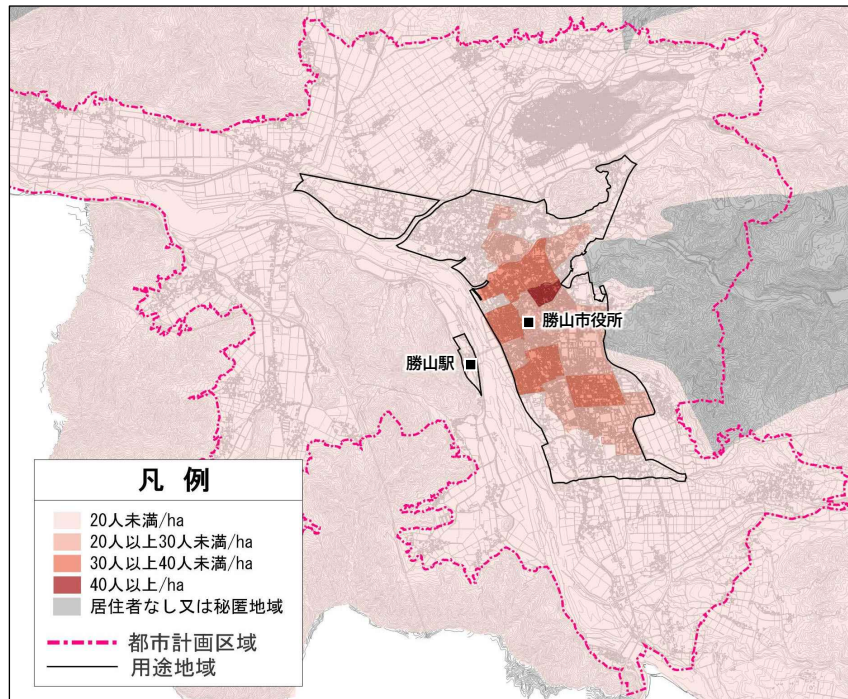 勝山市役所
勝山駅
凡 例
20人未満/ha
20人以上30人未満/ha
30人以上40人未満/ha
40人以上/ha
居住者なし又は秘匿地域
都市計画区域
用途地域